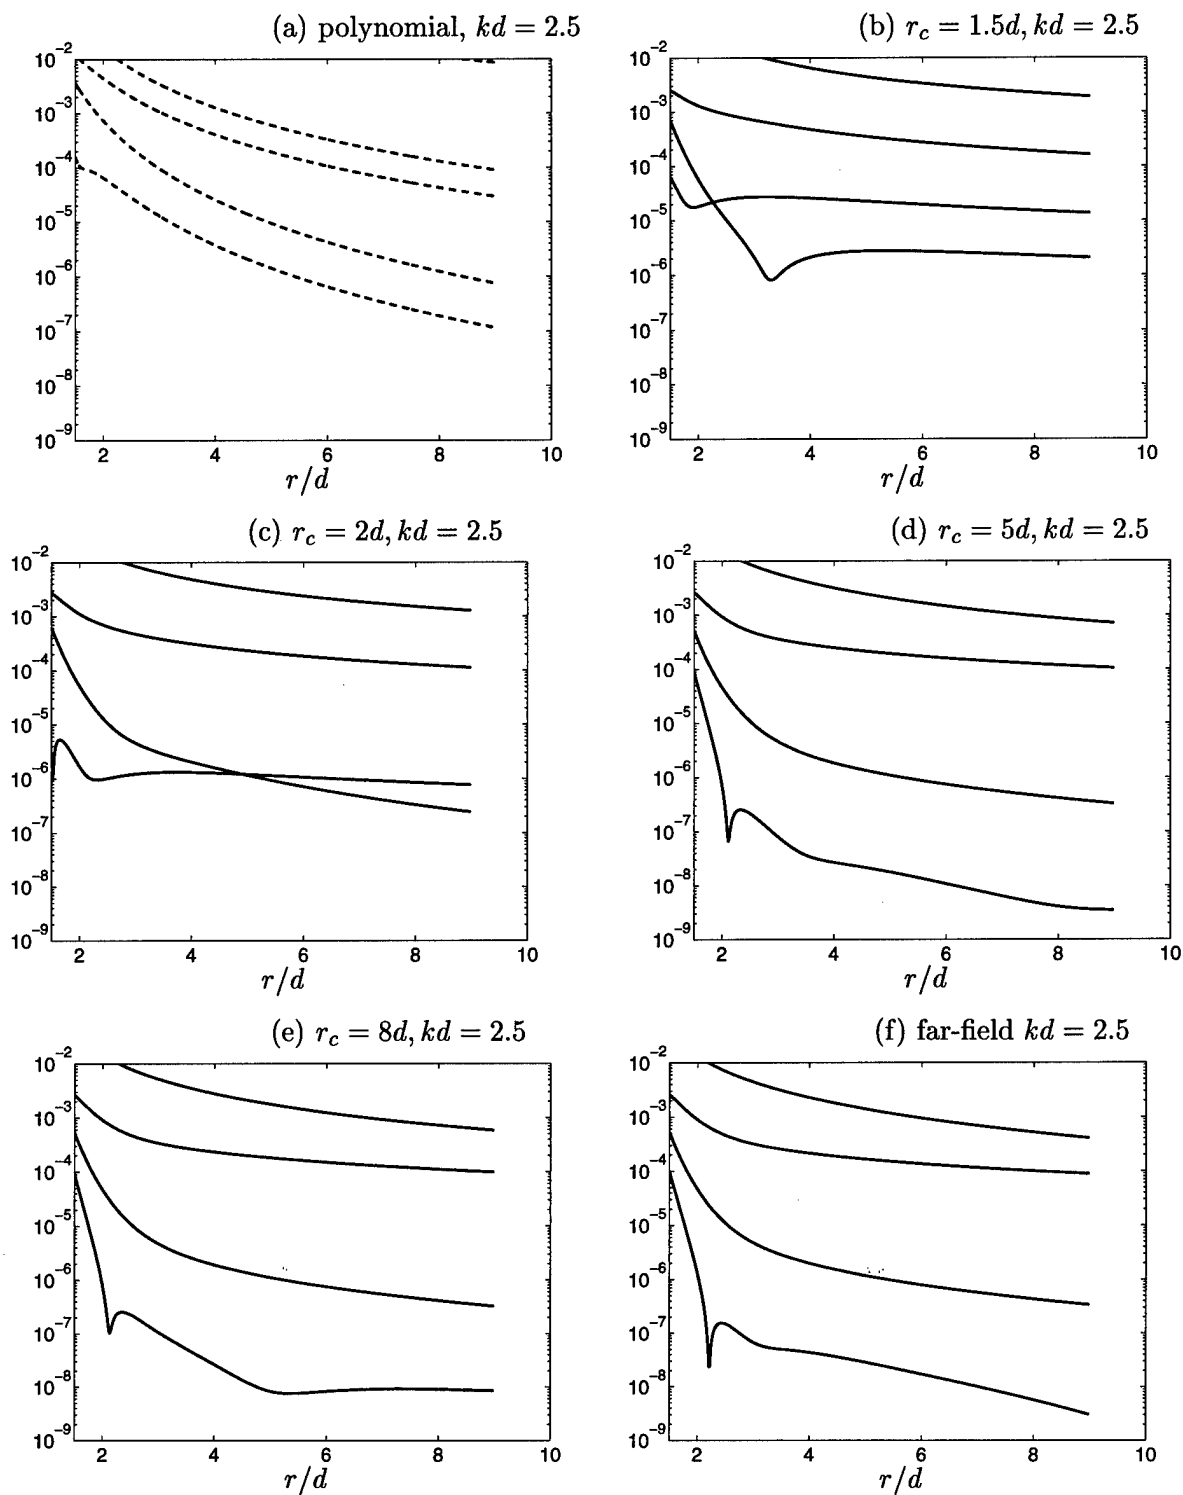 (a) polynomial, kd = 2.5
10⁻²
10⁻³
10⁻⁴
10⁻⁵
10⁻⁶
10⁻⁷
10⁻⁸
10⁻⁹
2 4 6 8 10
r/d
(b) r_c = 1.5d, kd = 2.5
10⁻²
10⁻³
10⁻⁴
10⁻⁵
10⁻⁶
10⁻⁷
10⁻⁸
10⁻⁹
2 4 6 8 10
r/d
(c) r_c = 2d, kd = 2.5
10⁻²
10⁻³
10⁻⁴
10⁻⁵
10⁻⁶
10⁻⁷
10⁻⁸
10⁻⁹
2 4 6 8 10
r/d
(d) r_c = 5d, kd = 2.5
10⁻²
10⁻³
10⁻⁴
10⁻⁵
10⁻⁶
10⁻⁷
10⁻⁸
10⁻⁹
2 4 6 8 10
r/d
(e) r_c = 8d, kd = 2.5
10⁻²
10⁻³
10⁻⁴
10⁻⁵
10⁻⁶
10⁻⁷
10⁻⁸
10⁻⁹
2 4 6 8 10
r/d
(f) far-field kd = 2.5
10⁻²
10⁻³
10⁻⁴
10⁻⁵
10⁻⁶
10⁻⁷
10⁻⁸
10⁻⁹
2 4 6 8 10
r/d